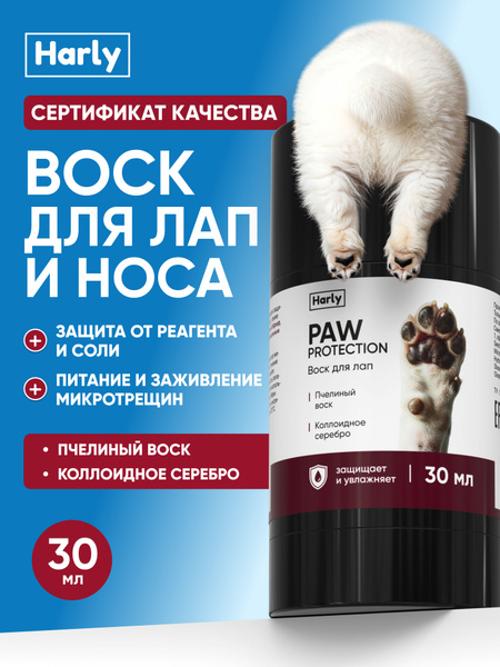 Harly
СЕРТИФИКАТ КАЧЕСТВА
ВОСК
ДЛЯ ЛАП
И НОСА
ЗАЩИТА ОТ РЕАГЕНТА
И СОЛИ
ПИТАНИЕ И ЗАЖИВЛЕНИЕ
МИКРОТРЕЩИН
• ПЧЕЛИНЫЙ ВОСК
• КОЛЛОИДНОЕ СЕРЕБРО
30
МЛ
Harly
PAW
PROTECTION
Воск для лап
Пчелиный
воск
Коллоидное
серебро
защищает
и увлажняет
30 мл